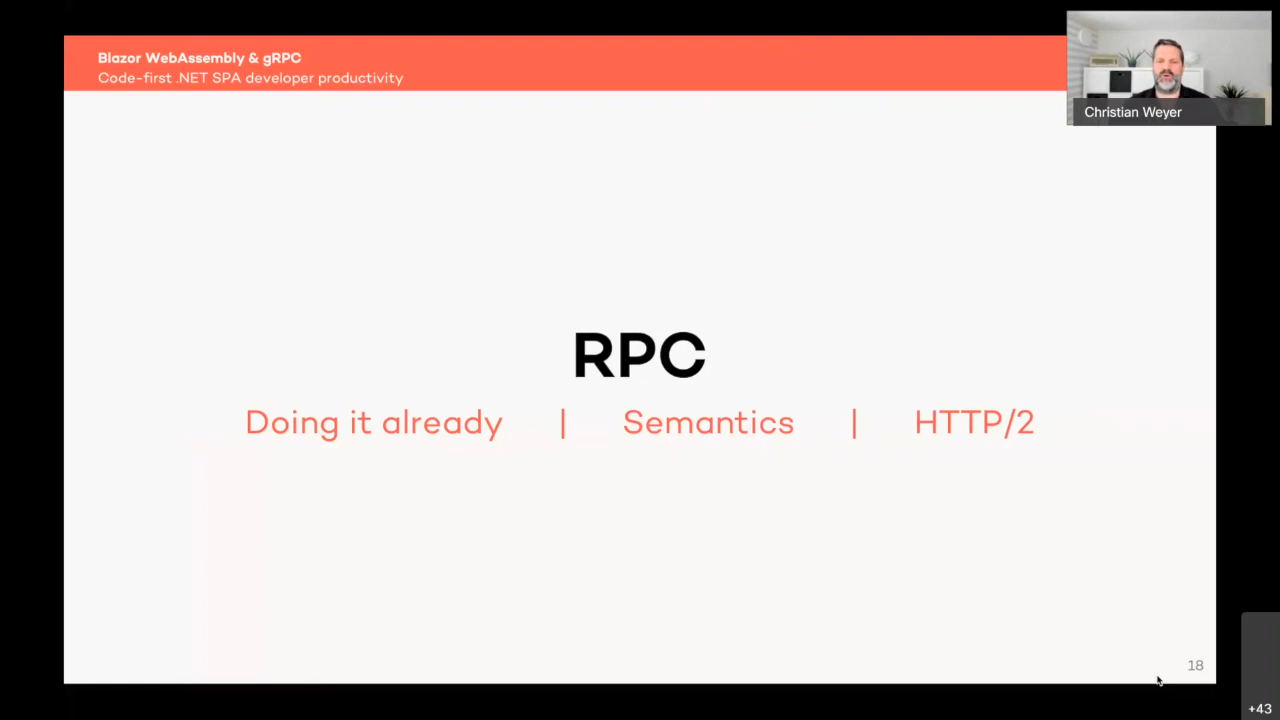 Blazor WebAssembly & gRPC
Code-first .NET SPA developer productivity
Christian Weyer
RPC
Doing it already | Semantics | HTTP/2
18
+43